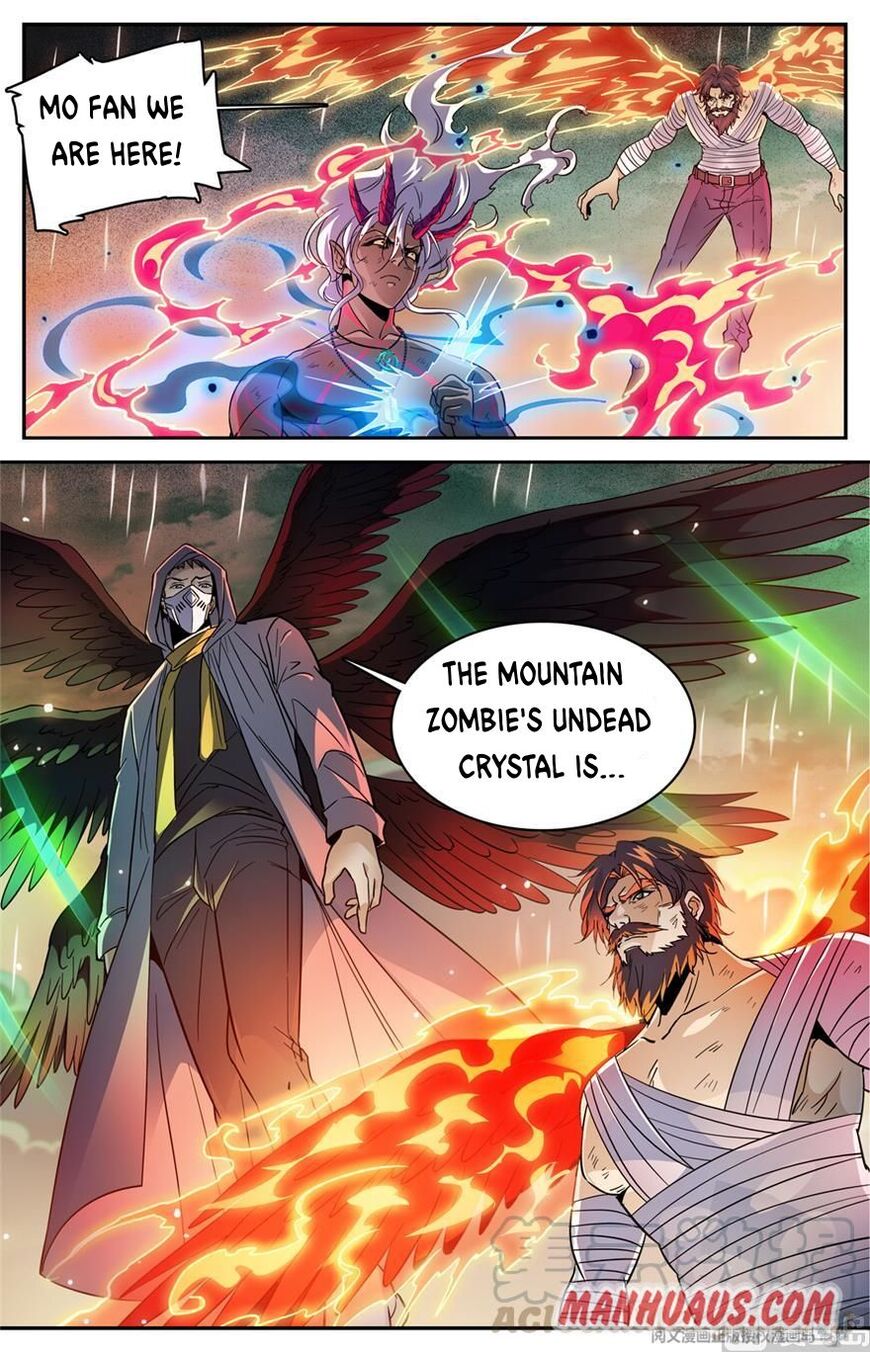 MO FAN WE
ARE HERE!
THE MOUNTAIN
ZOMBIE'S UNDEAD
CRYSTAL IS...
MANHUAUS.COM